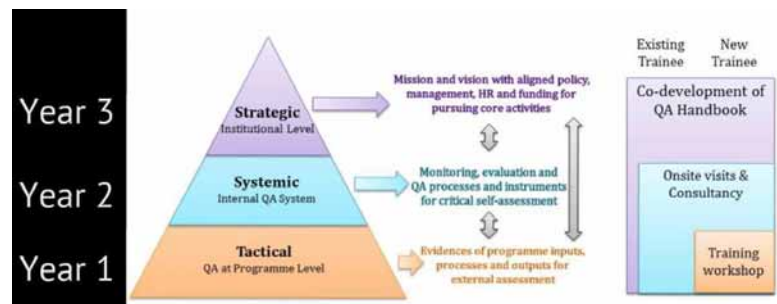 Year 3
Year 2
Year 1
Strategic
Institutional Level
Systemic
Internal QA System
Tactical
QA at Programme Level
Mission and vision with aligned policy,
management, HR and funding for
pursuing core activities
Monitoring, evaluation and
QA processes and instruments
for critical self-assessment
Evidences of programme inputs,
processes and outputs for
external assessment
Existing
Trainee
New
Trainee
Co-development of
QA Handbook
Onsite visits &
Consultancy
Training
workshop